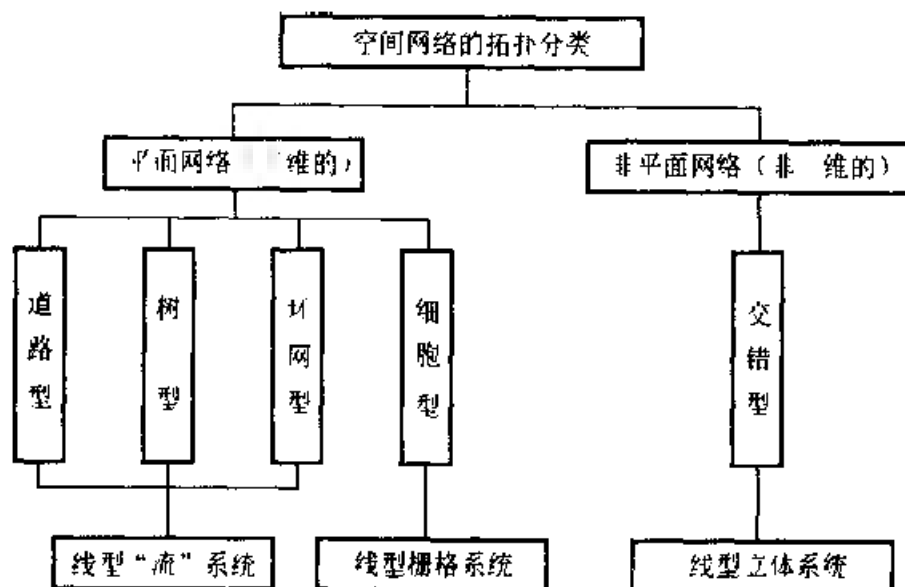 空间网络的拓扑分类
平面网络 维的)
非平面网络(非 维的)
道路型
树型
环网型
细胞型
交错型
线型“流”系统
线型栅格系统
线型立体系统